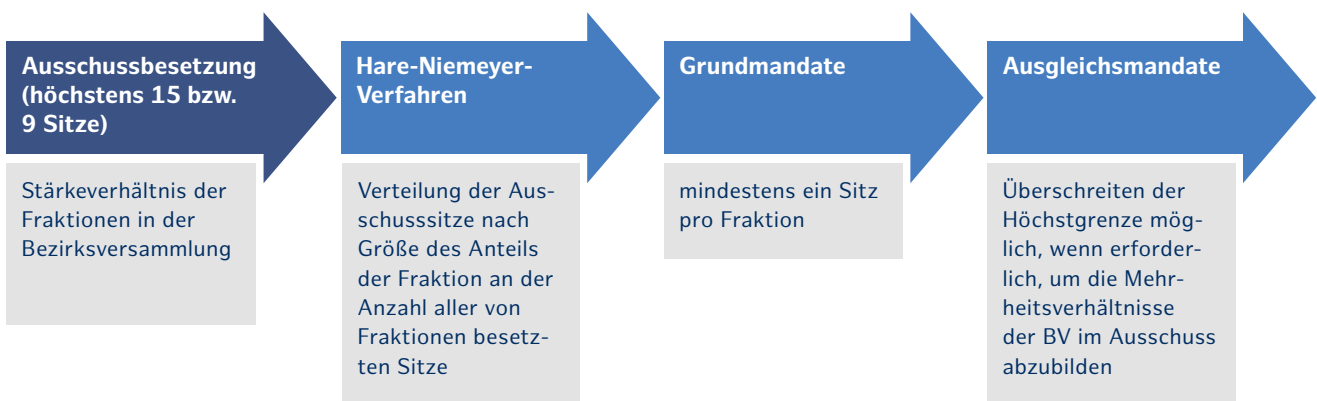 Ausschussbesetzung
(höchstens 15 bzw.
9 Sitze)
Stärkeverhältnis der
Fraktionen in der
Bezirksversammlung
Hare-Niemeyer-
Verfahren
Verteilung der Aus-
schusssitze nach
Größe des Anteils
der Fraktion an der
Anzahl aller von
Fraktionen besetz-
ten Sitze
Grundmandate
mindestens ein Sitz
pro Fraktion
Ausgleichsmandate
Überschreiten der
Höchstgrenze mög-
lich, wenn erforder-
lich, um die Mehr-
heitsverhältnisse
der BV im Ausschuss
abzubilden